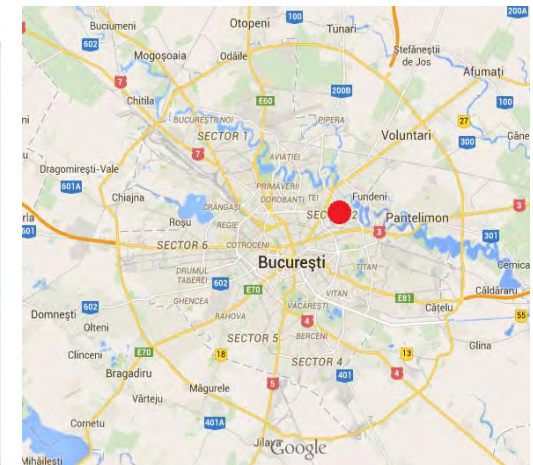 200A
Buciumeni
Otopeni
100
Tunari
602
Ștefănești
de Jos
Mogoșoaia
Odăile
Afumați
7
200B
Chitila
E60
100
BUCUREȘTII NOI
PIPERA
27
SECTOR 1
Voluntari
300
7
AVIAȚIEI
Dragomirești-Vale
PRIMĂVERII
601A
Chiajna
DOROBANȚI
TEI
Fundeni
CRÂNGAȘI
3
Roșu
REGIE
Pantelimon
601
3
301
SECTOR 6
COTROCENI
București
TITAN
Cernica
DRUMUL
TABEREI
602
E70
VITAN
Căldăraru
GHENCEA
VĂCĂREȘTI
E81
Cățelu
602
Domnești
RAHOVA
4
55
Olteni
BERCENI
SECTOR 5
Glina
Clinceni
E70
18
13
SECTOR 4
Bragadiru
401
4
Măgurele
5
Vârteju
Cornetu
401A
Jilava
Google
Mihăilești